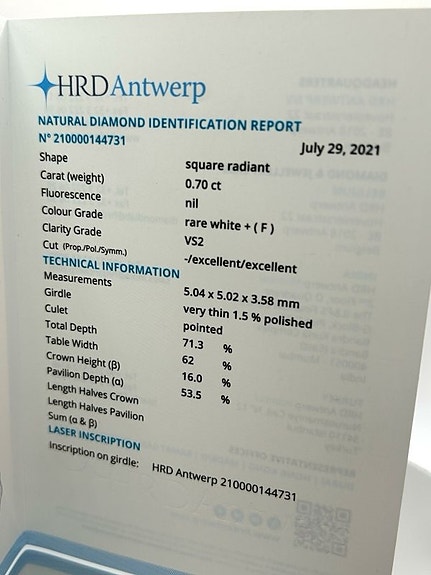 HRDAntwerp
NATURAL DIAMOND IDENTIFICATION REPORT
N° 210000144731 July 29, 2021
Shape square radiant
Carat (weight) 0.70 ct
Fluorescence nil
Colour Grade rare white + ( F )
Clarity Grade VS2
Cut (Prop./Pol./Symm.) -/excellent/excellent
TECHNICAL INFORMATION
Measurements 5.04 x 5.02 x 3.58 mm
Girdle very thin 1.5 % polished
Culet pointed
Total Depth 71.3 %
Table Width 62 %
Crown Height (β) 16.0 %
Pavilion Depth (α) 53.5 %
Length Halves Crown
Length Halves Pavilion
Sum (α & β)
LASER INSCRIPTION
Inscription on girdle: HRD Antwerp 210000144731